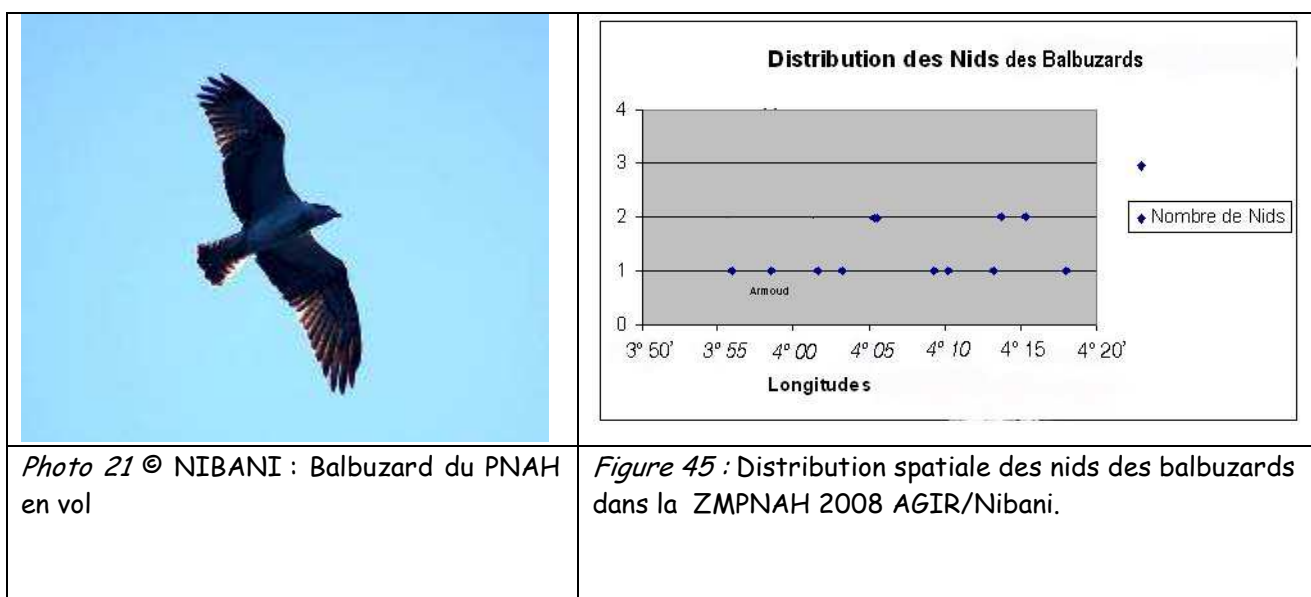 Distribution des Nids des Balbuzards
4
3
2
1
0
Armoud
3° 50'
3° 55
4° 00
4° 05
4° 10
4° 15
4° 20'
Longitudes
Nombre de Nids
Photo 21 © NIBANI : Balbuzard du PNAH
en vol
Figure 45 : Distribution spatiale des nids des balbuzards
dans la ZMPNAH 2008 AGIR/Nibani.